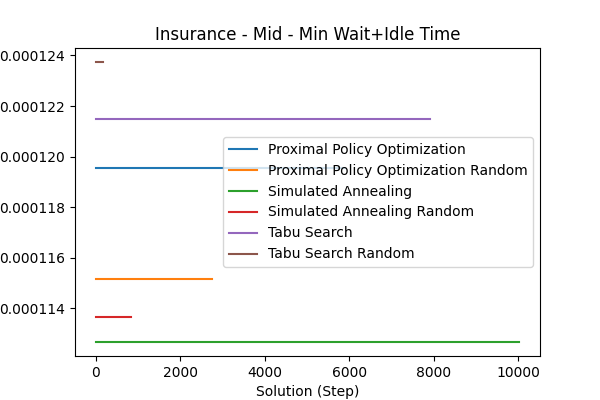 Insurance - Mid - Min Wait+Idle Time
0.000124
0.000122
0.000120
0.000118
0.000116
0.000114
Proximal Policy Optimization
Proximal Policy Optimization Random
Simulated Annealing
Simulated Annealing Random
Tabu Search
Tabu Search Random
0 2000 4000 6000 8000 10000
Solution (Step)